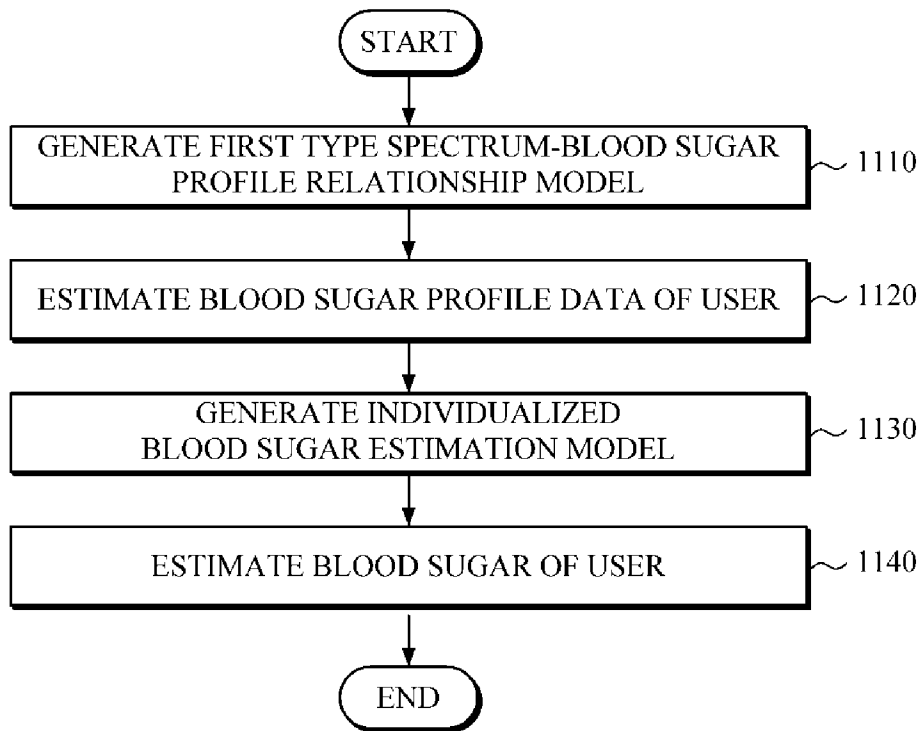 START
GENERATE FIRST TYPE SPECTRUM-BLOOD SUGAR
PROFILE RELATIONSHIP MODEL
1110
ESTIMATE BLOOD SUGAR PROFILE DATA OF USER
1120
GENERATE INDIVIDUALIZED
BLOOD SUGAR ESTIMATION MODEL
1130
ESTIMATE BLOOD SUGAR OF USER
1140
END